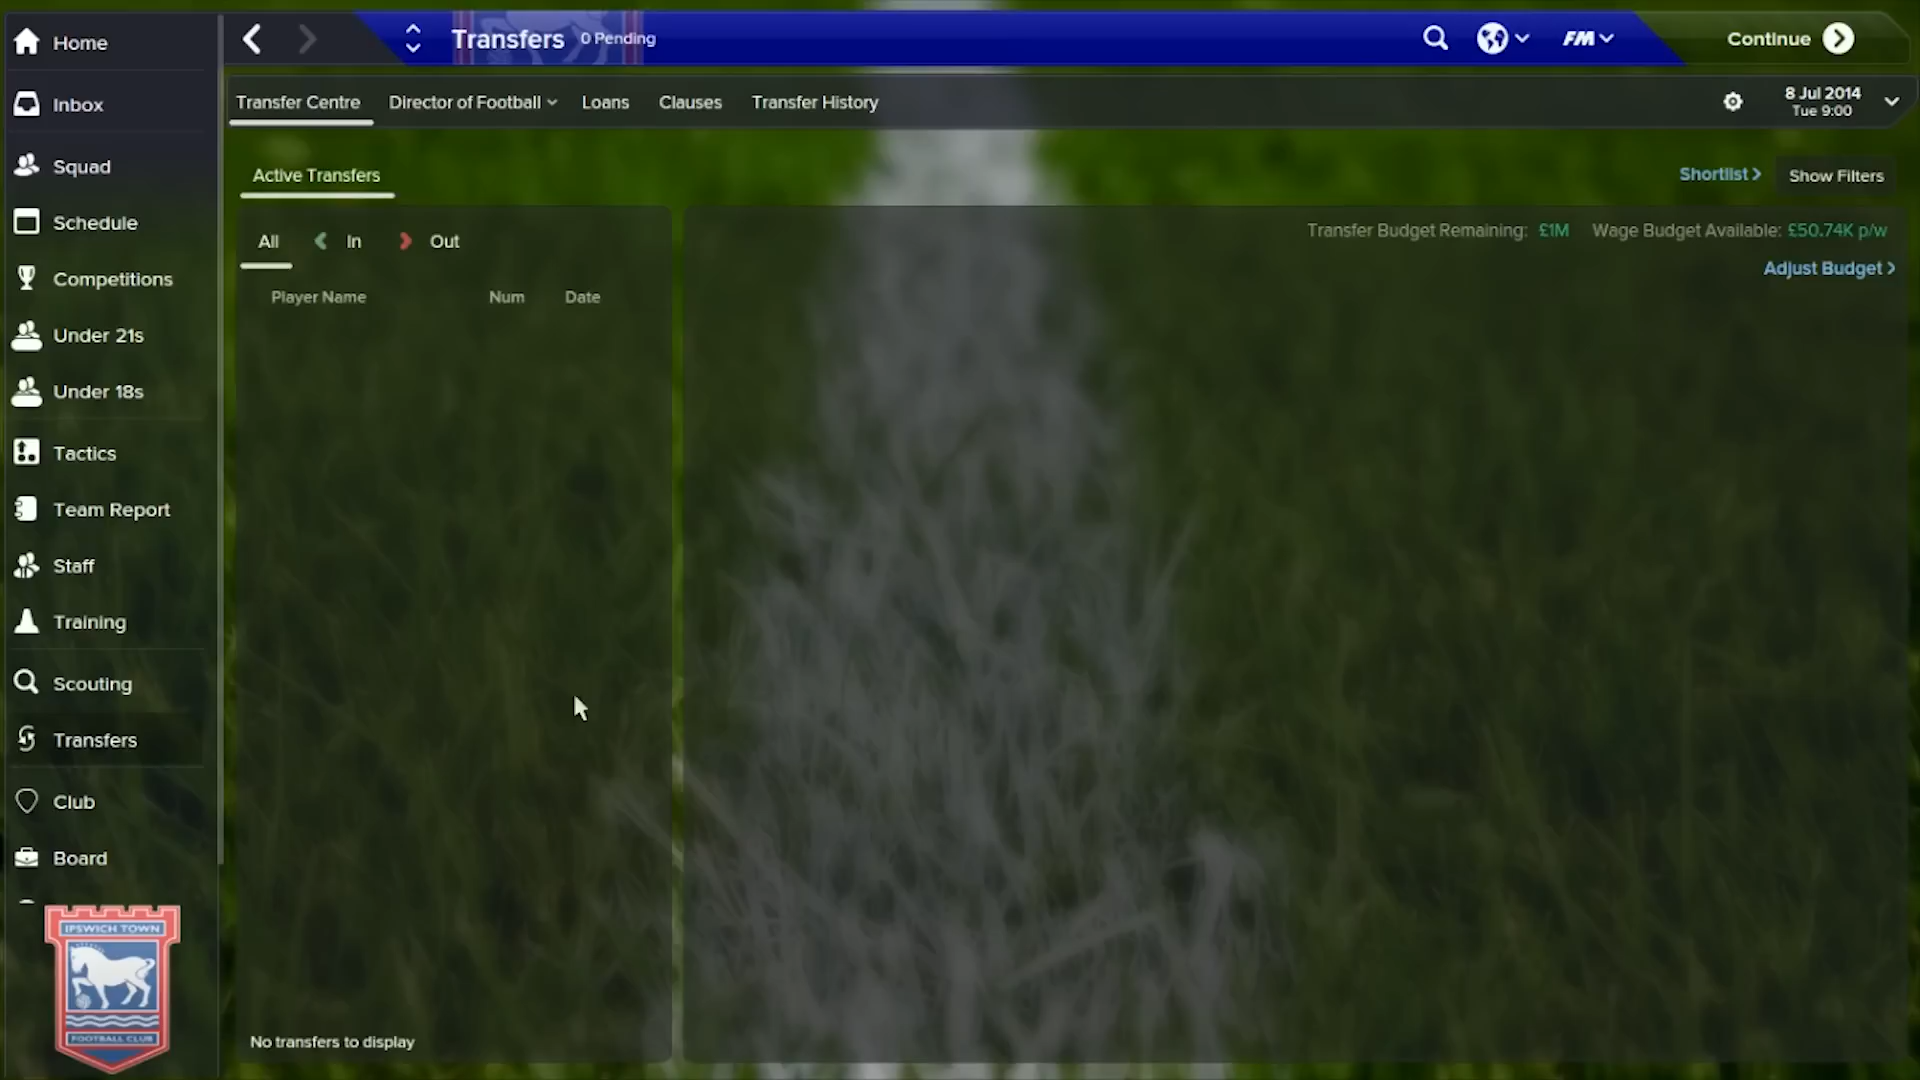 Home
Inbox
Squad
Schedule
Competitions
Under 21s
Under 18s
Tactics
Team Report
Staff
Training
Scouting
Transfers
Club
Board
IPSWICH TOWN
FOOTBALL CLUB
Transfers 0 Pending
FM
Continue
Transfer Centre Director of Football Loans Clauses Transfer History
8 Jul 2014
Tue 9:00
Active Transfers
Shortlist > Show Filters
All In Out
Transfer Budget Remaining: £1M Wage Budget Available: £50.74K p/w
Adjust Budget >
Player Name Num Date
No transfers to display